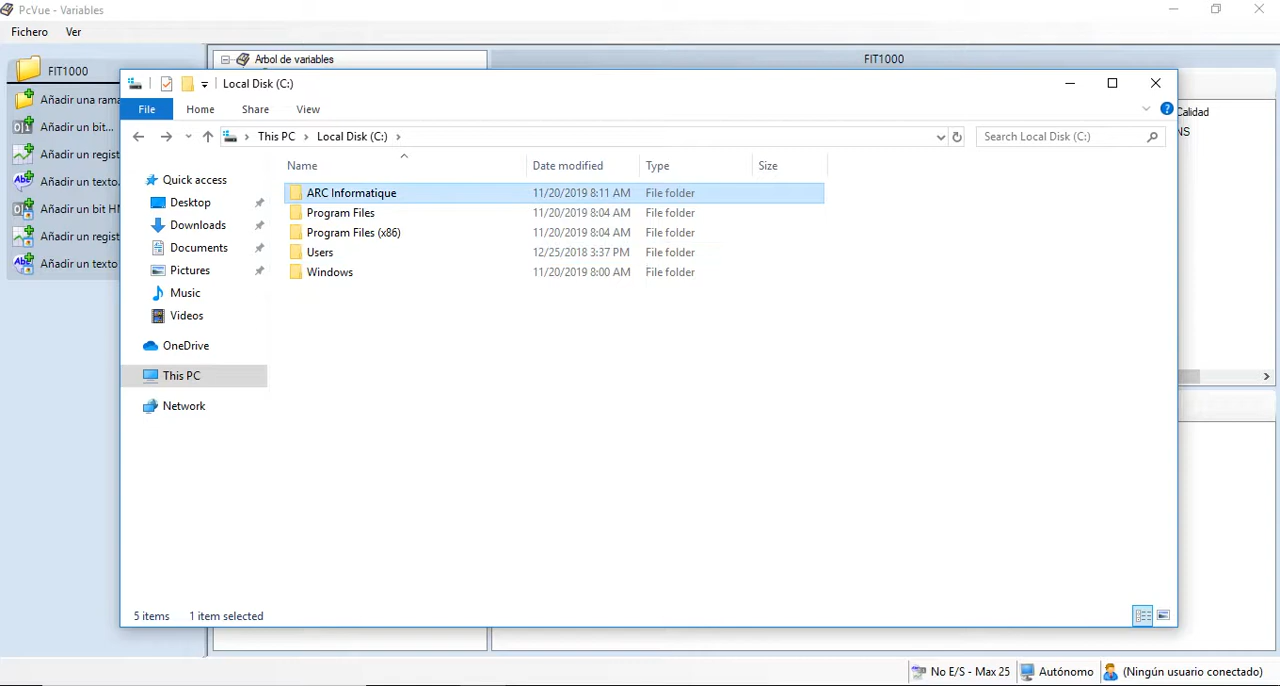 PcVue - Variables
Fichero Ver
FIT1000
Arbol de variables
FIT1000
Añadir una rama
Añadir un bit...
Añadir un regist
Añadir un texto.
Añadir un bit HN
Añadir un regist
Añadir un texto
Calidad
NS
Local Disk (C:)
File Home Share View
This PC Local Disk (C:)
Search Local Disk (C:)
Quick access
Desktop
Downloads
Documents
Pictures
Music
Videos
OneDrive
This PC
Network
Name Date modified Type Size
ARC Informatique 11/20/2019 8:11 AM File folder
Program Files 11/20/2019 8:04 AM File folder
Program Files (x86) 11/20/2019 8:04 AM File folder
Users 12/25/2018 3:37 PM File folder
Windows 11/20/2019 8:00 AM File folder
5 items 1 item selected
No E/S - Max 25 Autónomo (Ningún usuario conectado)